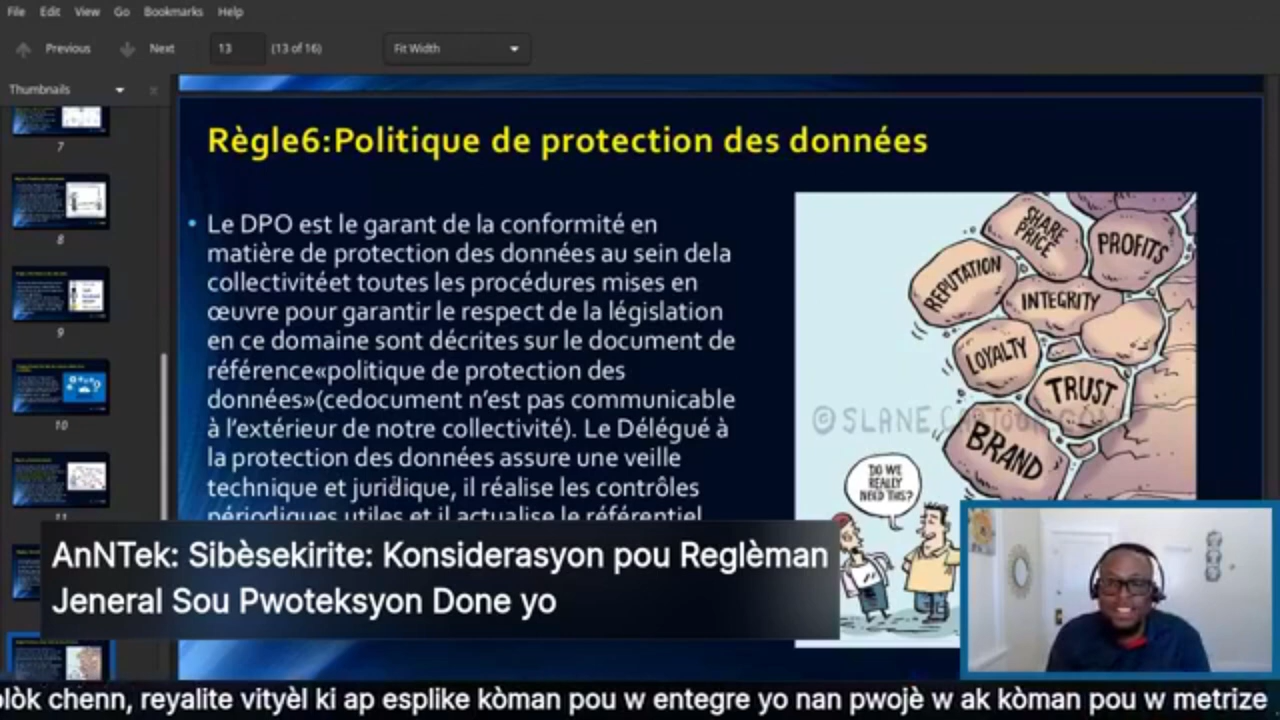 File Edit View Go Bookmarks Help
Previous Next 13 (13 of 16) Fit Width
Thumbnails
7
8
9
10
11
Règle6:Politique de protection des données
• Le DPO est le garant de la conformité en
matière de protection des données au sein dela
collectivitéet toutes les procédures mises en
œuvre pour garantir le respect de la législation
en ce domaine sont décrites sur le document de
référence«politique de protection des
données»(cedocument n'est pas communicable
à l'extérieur de notre collectivité). Le Délégué à
la protection des données assure une veille
technique et juridique, il réalise les contrôles
périodiques utiles et il actualise le référentiel
SHARE
PRICE
PROFITS
REPUTATION
INTEGRITY
LOYALTY
TRUST
BRAND
DO WE
REALLY
NEED THIS?
AnNTek: Sibèsekirite: Konsiderasyon pou Reglèman
Jeneral Sou Pwoteksyon Done yo
chenn, reyalite vityèl ki ap esplike kòman pou w entegre yo nan pwojè w ak kòman pou w metrize